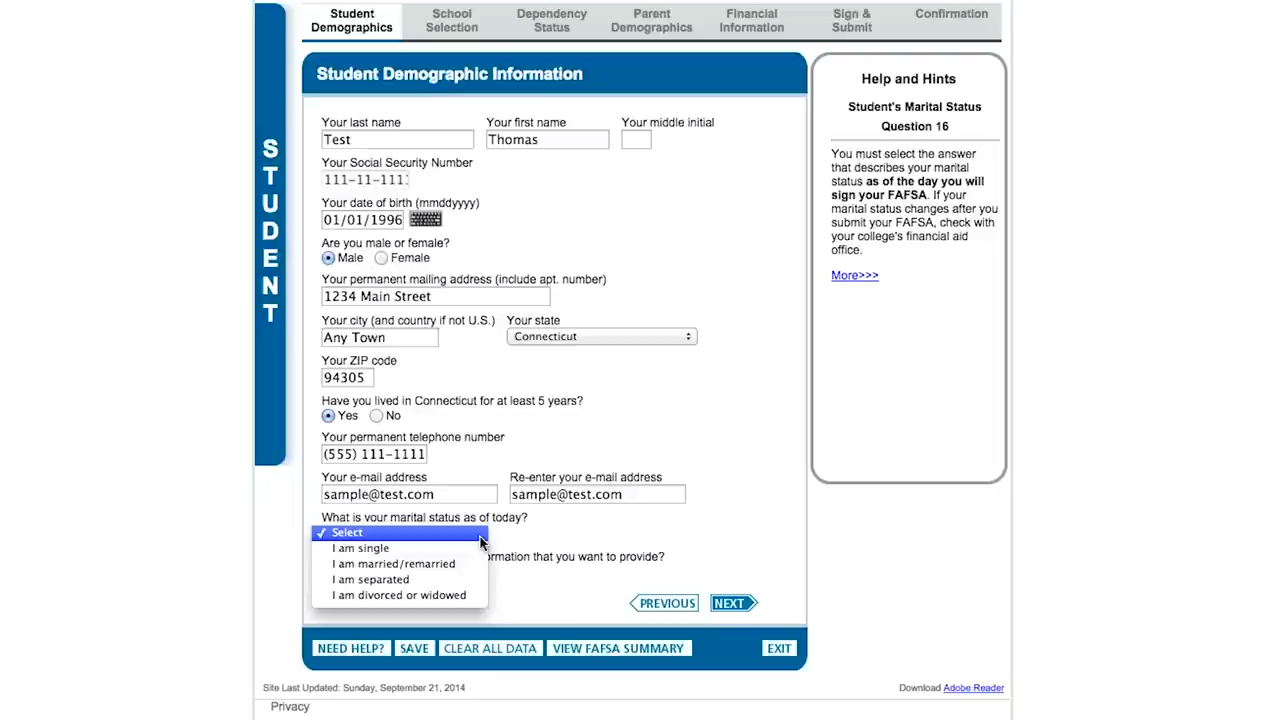 Student Demographics
School Selection
Dependency Status
Parent Demographics
Financial Information
Sign & Submit
Confirmation
STUDENT
Student Demographic Information
Your last name
Your first name
Your middle initial
Test
Thomas
Your Social Security Number
111-11-111
Your date of birth (mmddyyyy)
01/01/1996
Are you male or female?
Male
Female
Your permanent mailing address (include apt. number)
1234 Main Street
Your city (and country if not U.S.)
Your state
Any Town
Connecticut
Your ZIP code
94305
Have you lived in Connecticut for at least 5 years?
Yes
No
Your permanent telephone number
(555) 111-1111
Your e-mail address
Re-enter your e-mail address
sample@test.com
sample@test.com
What is your marital status as of today?
✓ Select
I am single
I am married/remarried
I am separated
I am divorced or widowed
information that you want to provide?
PREVIOUS
NEXT
NEED HELP?
SAVE
CLEAR ALL DATA
VIEW FAFSA SUMMARY
EXIT
Help and Hints
Student's Marital Status
Question 16
You must select the answer
that describes your marital
status as of the day you will
sign your FAFSA. If your
marital status changes after you
submit your FAFSA, check with
your college's financial aid
office.
More>>>
Site Last Updated: Sunday, September 21, 2014
Download Adobe Reader
Privacy